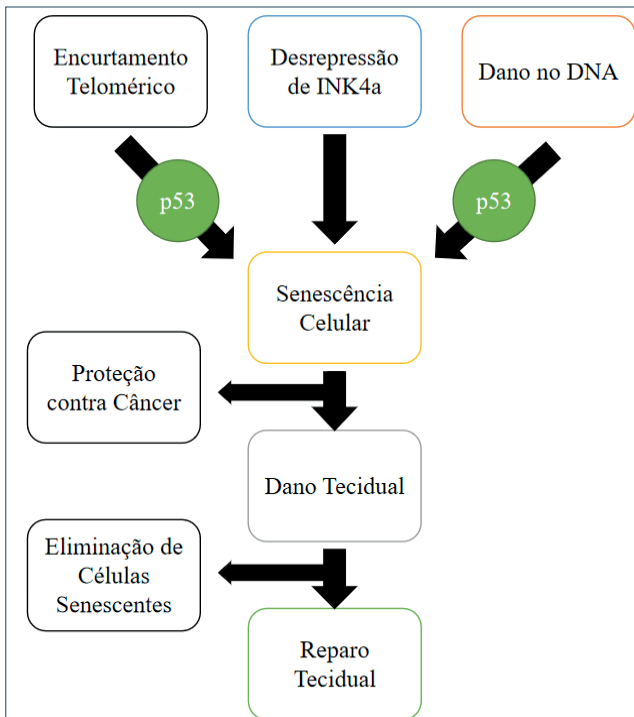 Encurtamento
Telomérico
Desrepressão
de INK4a
Dano no DNA
p53
p53
Senescência
Celular
Proteção
contra Câncer
Dano Tecidual
Eliminação de
Células
Senescentes
Reparo
Tecidual